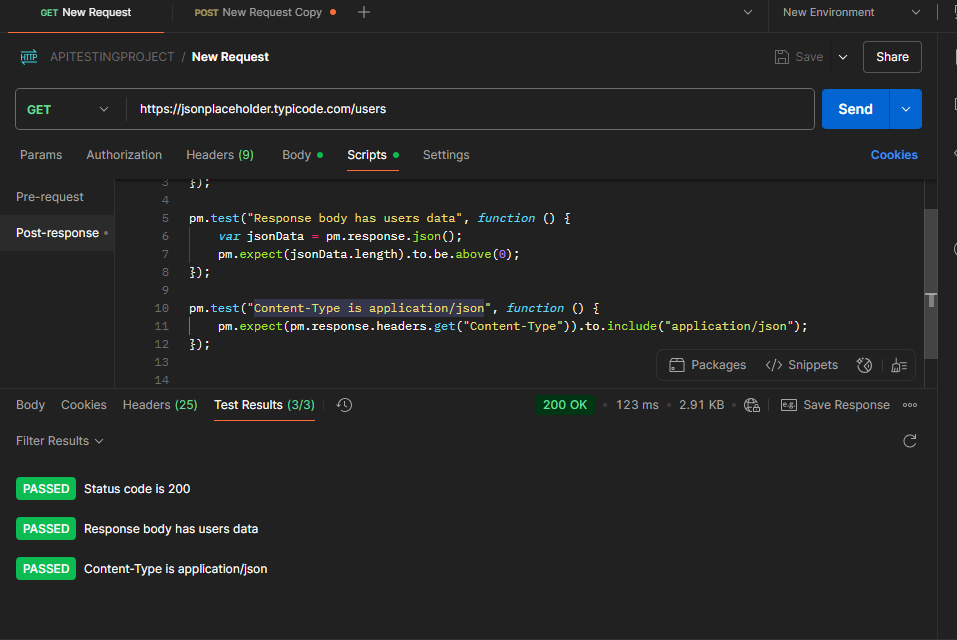 GET New Request POST New Request Copy New Environment
HTTP APITESTINGPROJECT / New Request Save Share
GET https://jsonplaceholder.typicode.com/users Send
Params Authorization Headers (9) Body Scripts Settings Cookies
Pre-request
Post-response
3 });
4
5 pm.test("Response body has users data", function () {
6 var jsonData = pm.response.json();
7 pm.expect(jsonData.length).to.be.above(0);
8 });
9
10 pm.test("Content-Type is application/json", function () {
11 pm.expect(pm.response.headers.get("Content-Type")).to.include("application/json");
12 });
13
14
Packages </> Snippets
Body Cookies Headers (25) Test Results (3/3) 200 OK • 123 ms • 2.91 KB • e.g. Save Response
Filter Results
PASSED Status code is 200
PASSED Response body has users data
PASSED Content-Type is application/json